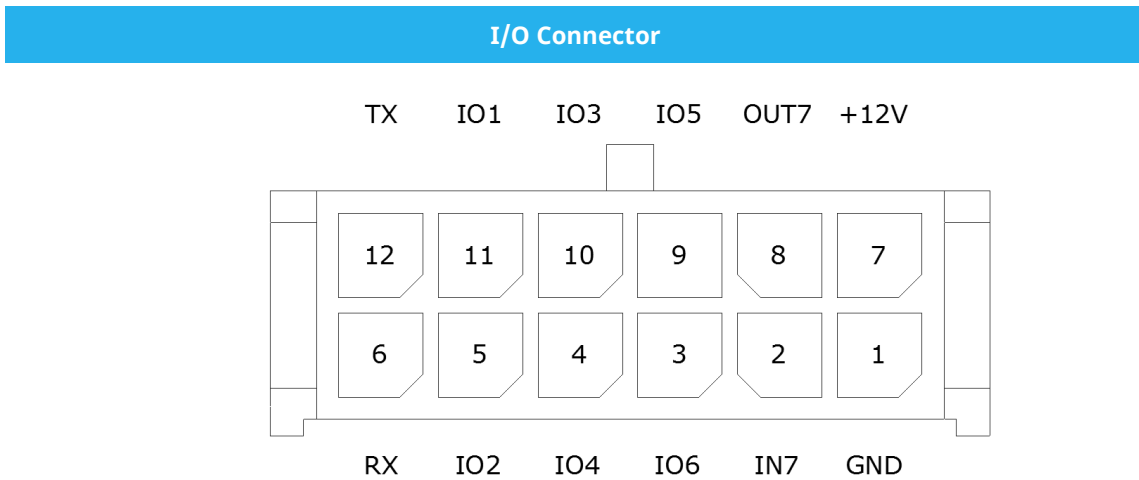 I/O Connector
TX IO1 IO3 IO5 OUT7 +12V
12 11 10 9 8 7
6 5 4 3 2 1
RX IO2 IO4 IO6 IN7 GND